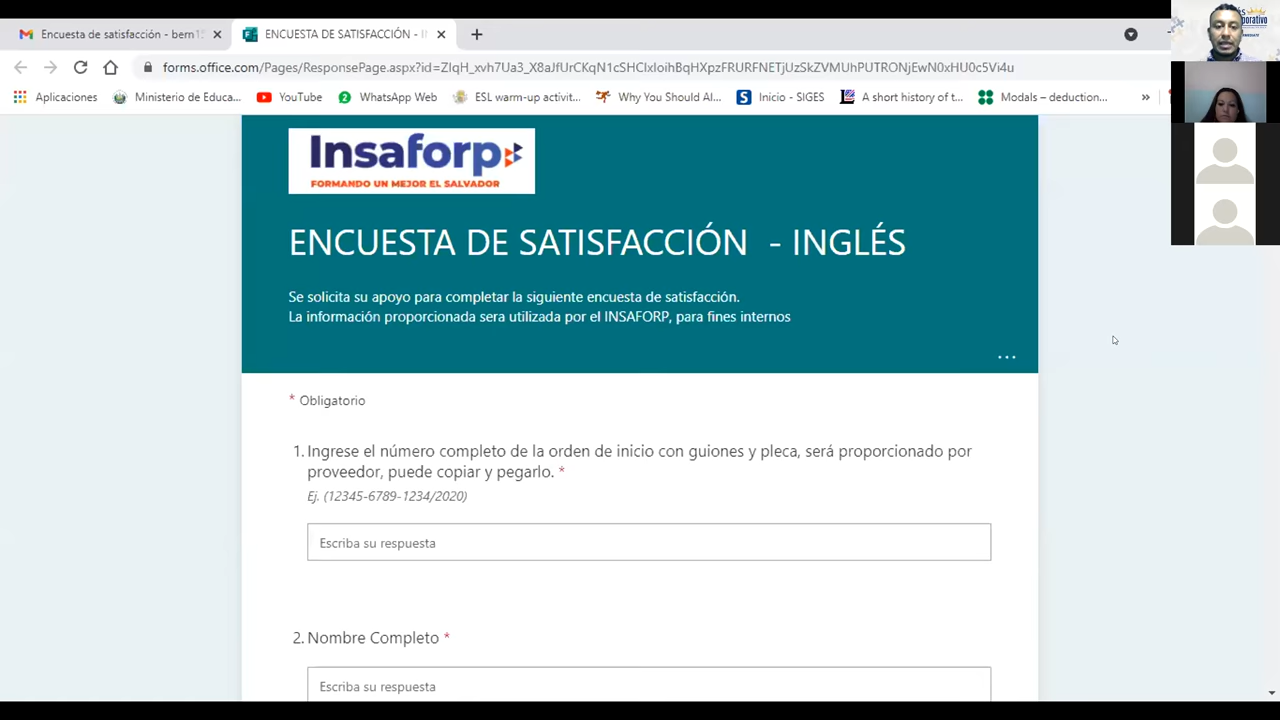 Encuesta de satisfacción - bern15
ENCUESTA DE SATISFACCIÓN - I
forms.office.com/Pages/ResponsePage.aspx?id=
Aplicaciones
Ministerio de Educa...
YouTube
WhatsApp Web
ESL warm-up activit...
Why You Should Al...
Inicio - SIGES
A short history of t...
Modals – deduction...
»
Insaforp
FORMANDO UN MEJOR EL SALVADOR
ENCUESTA DE SATISFACCIÓN - INGLÉS
Se solicita su apoyo para completar la siguiente encuesta de satisfacción.
La información proporcionada sera utilizada por el INSAFORP, para fines internos
...
* Obligatorio
1. Ingrese el número completo de la orden de inicio con guiones y pleca, será proporcionado por
proveedor, puede copiar y pegarlo. *
Ej. (12345-6789-1234/2020)
Escriba su respuesta
2. Nombre Completo *
Escriba su respuesta